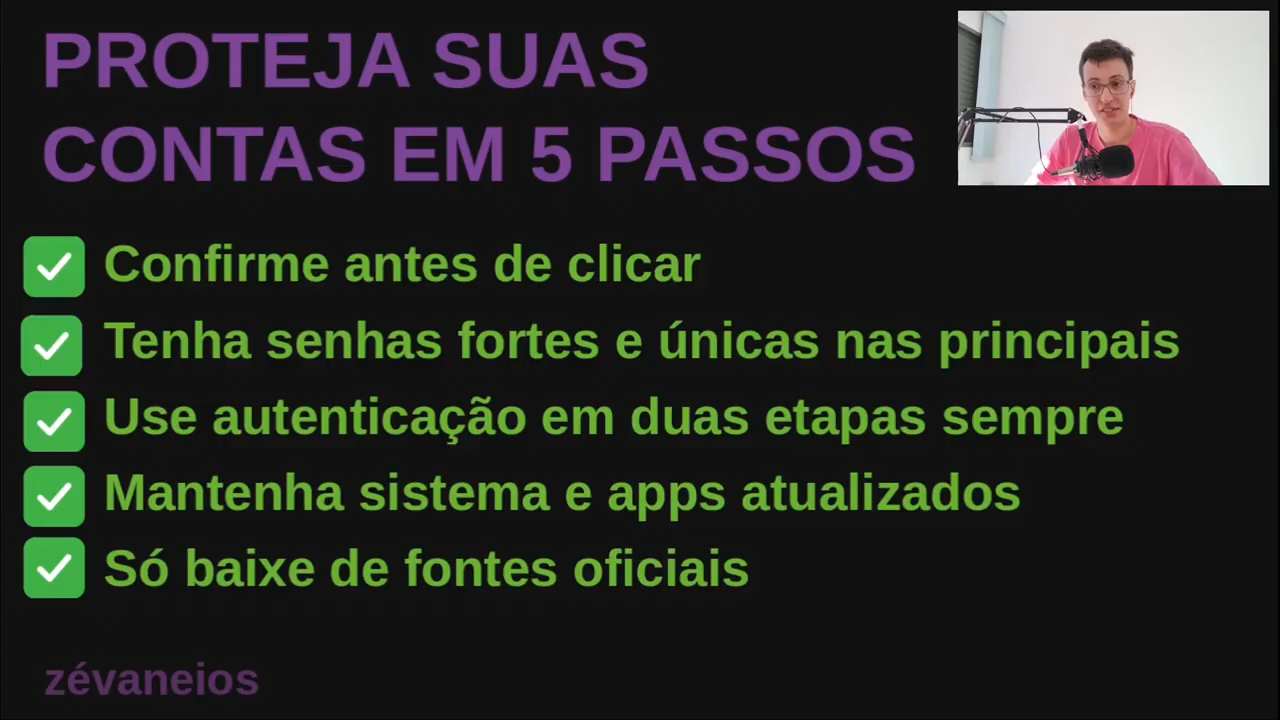 PROTEJA SUAS
CONTAS EM 5 PASSOS
Confirme antes de clicar
Tenha senhas fortes e únicas nas principais
Use autenticação em duas etapas sempre
Mantenha sistema e apps atualizados
Só baixe de fontes oficiais
zévaneios